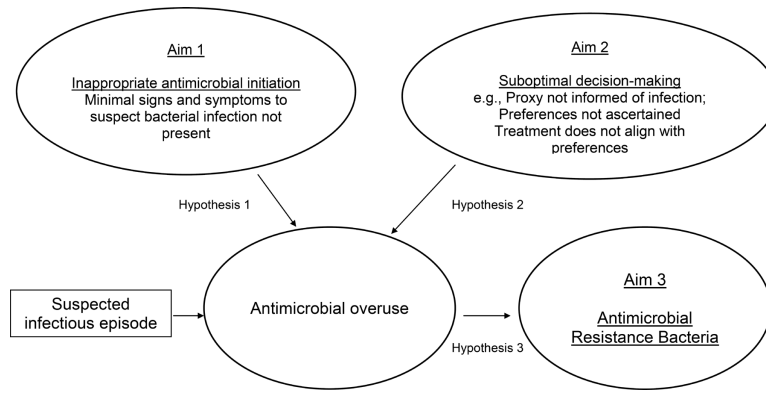 Aim 1
Inappropriate antimicrobial initiation
Minimal signs and symptoms to
suspect bacterial infection not
present
Aim 2
Suboptimal decision-making
e.g., Proxy not informed of infection;
Preferences not ascertained
Treatment does not align with
preferences
Hypothesis 1
Hypothesis 2
Suspected
infectious episode
Antimicrobial overuse
Hypothesis 3
Aim 3
Antimicrobial
Resistance Bacteria